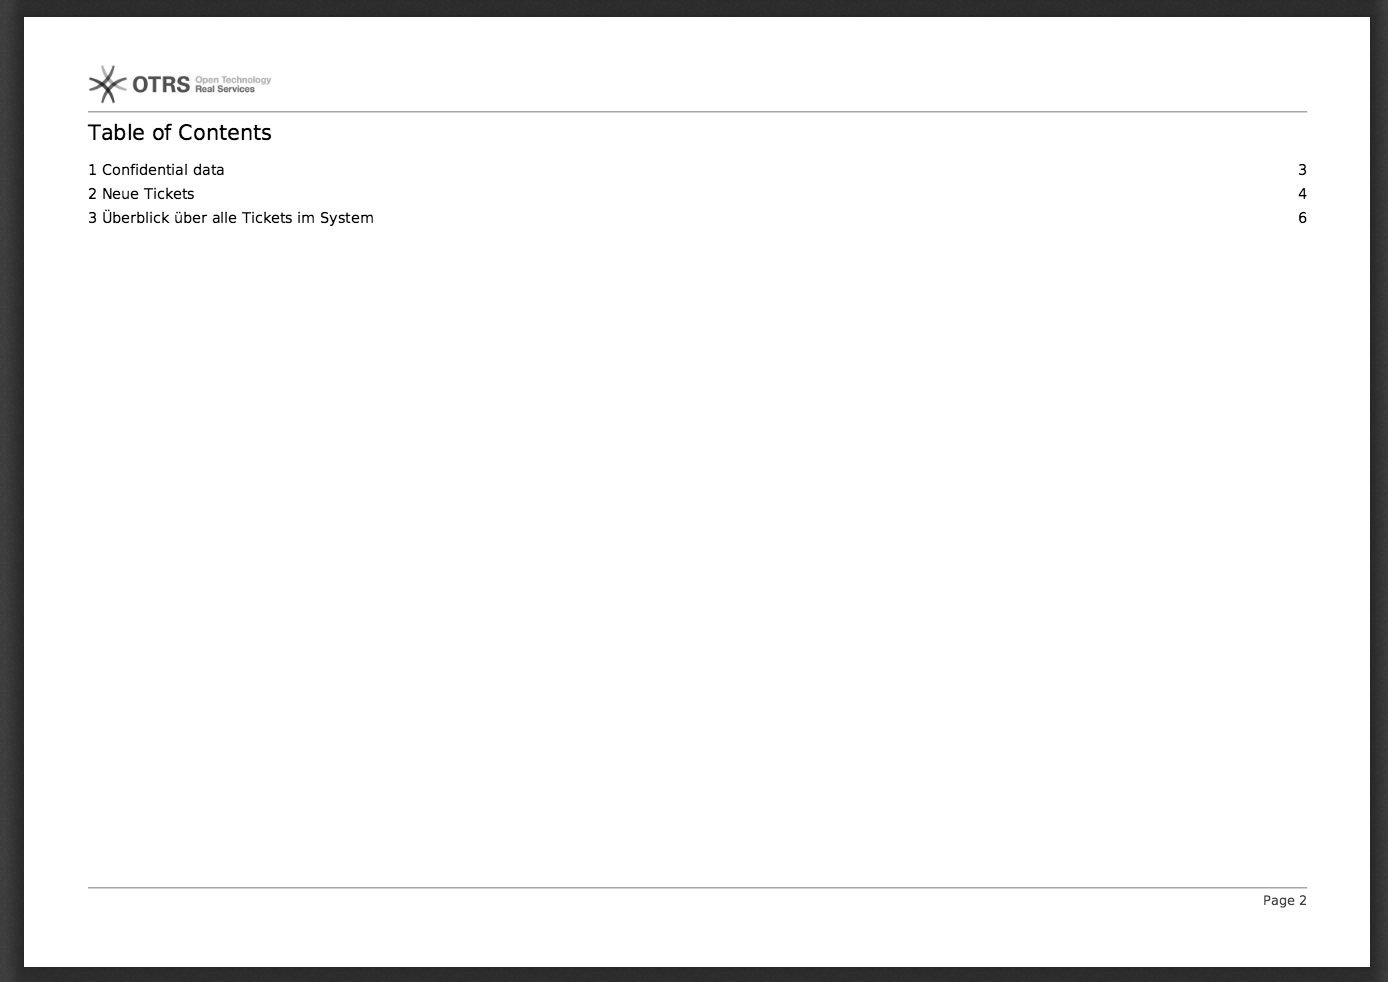 OTRS Open Technology
Real Services
Table of Contents
1 Confidential data 3
2 Neue Tickets 4
3 Überblick über alle Tickets im System 6
Page 2